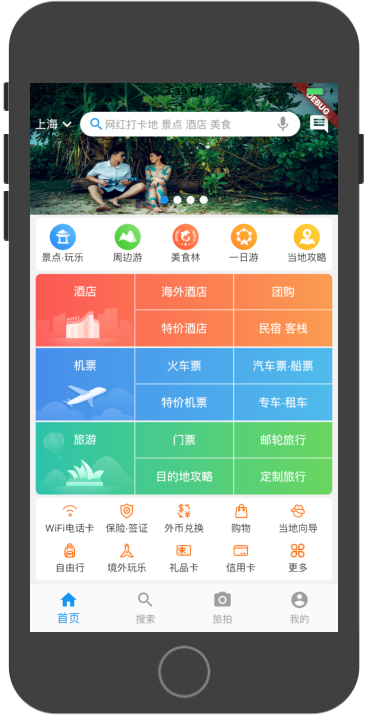 3:39 PM
DEBUG
上海
网红打卡地 景点 酒店 美食
景点·玩乐 周边游 美食林 一日游 当地攻略
酒店 海外酒店 团购
特价酒店 民宿 客栈
机票 火车票 汽车票·船票
特价机票 专车·租车
旅游 门票 邮轮旅行
目的地攻略 定制旅行
WiFi电话卡 保险·签证 外币兑换 购物 当地向导
自由行 境外玩乐 礼品卡 信用卡 更多
首页 搜索 旅拍 我的